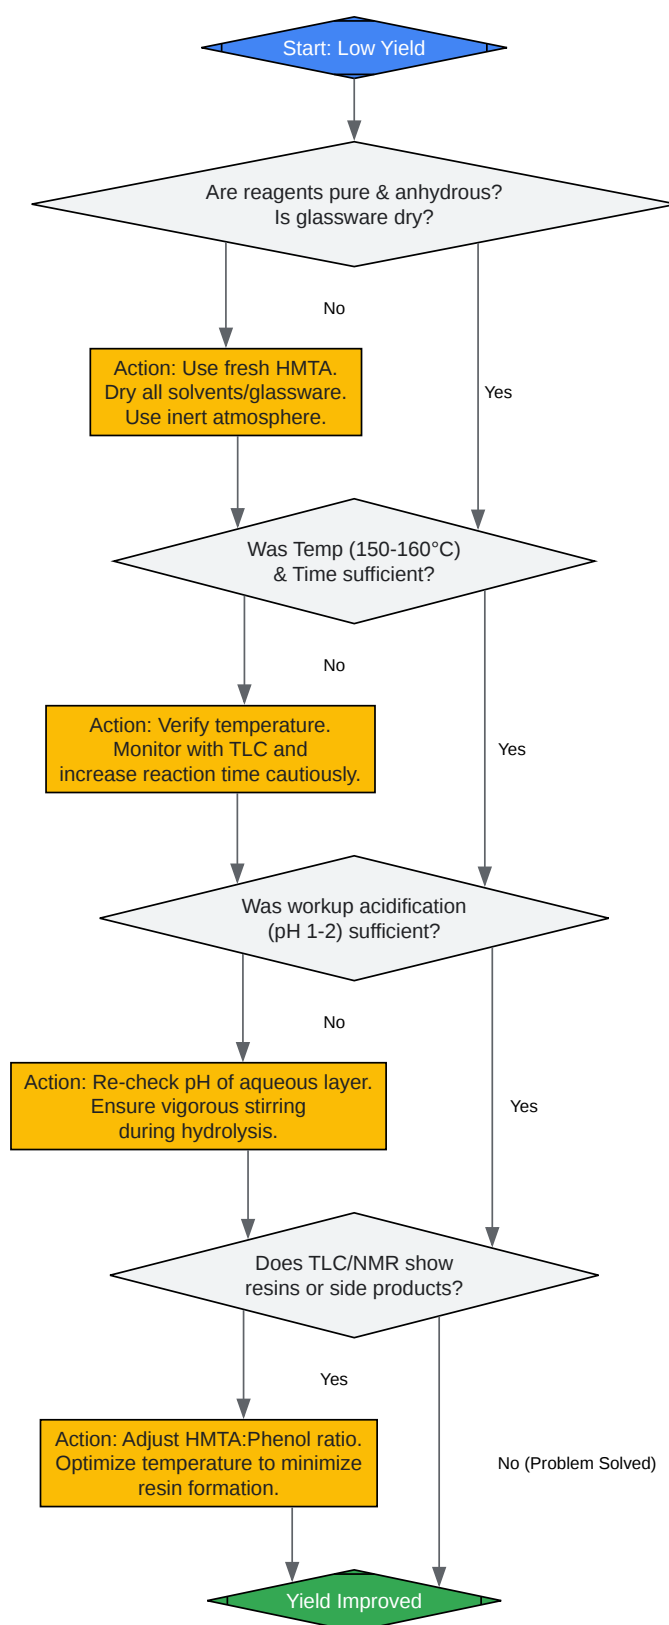 Start: Low Yield
Are reagents pure & anhydrous?
Is glassware dry?
No
Action: Use fresh HMTA.
Dry all solvents/glassware.
Use inert atmosphere.
Yes
Was Temp (150-160°C)
& Time sufficient?
No
Action: Verify temperature.
Monitor with TLC and
increase reaction time cautiously.
Yes
Was workup acidification
(pH 1-2) sufficient?
No
Action: Re-check pH of aqueous layer.
Ensure vigorous stirring
during hydrolysis.
Yes
Does TLC/NMR show
resins or side products?
Yes
Action: Adjust HMTA:Phenol ratio.
Optimize temperature to minimize
resin formation.
No (Problem Solved)
Yield Improved